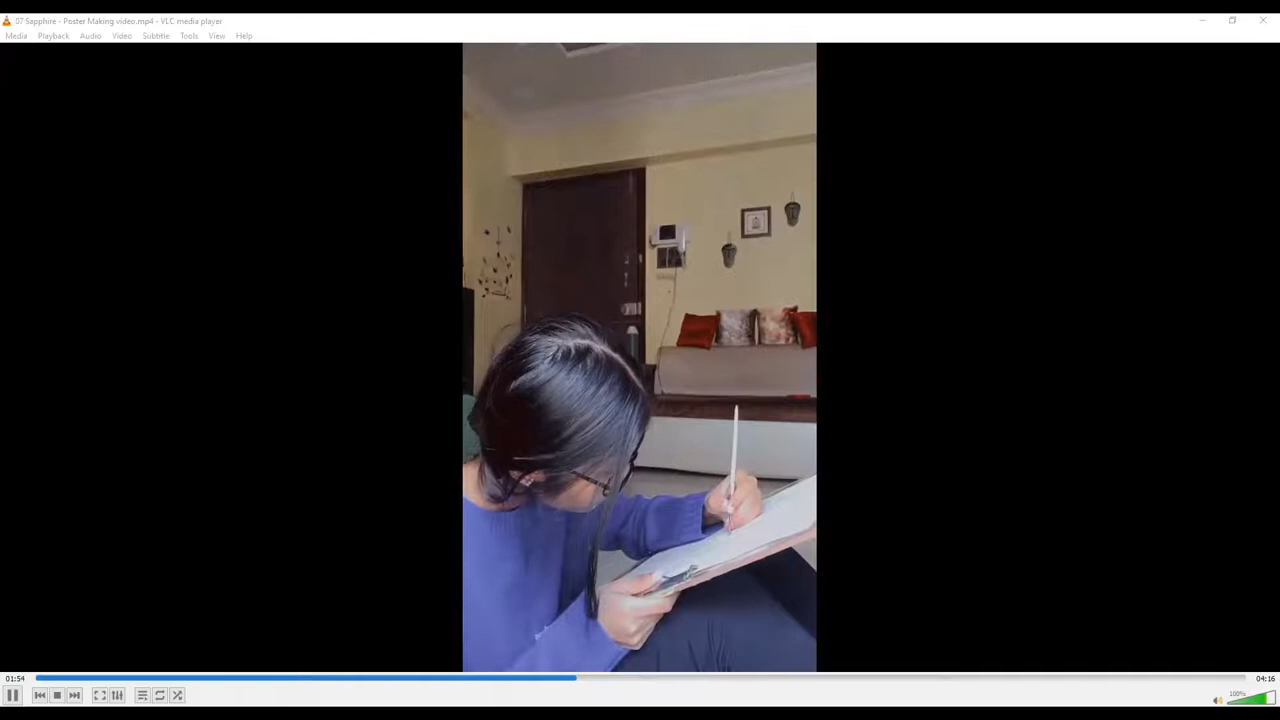 07 Sapphire - Poster Making video.mp4 - VLC media player
Media Playback Audio Video Subtitle Tools View Help
01:54 04:16
100%